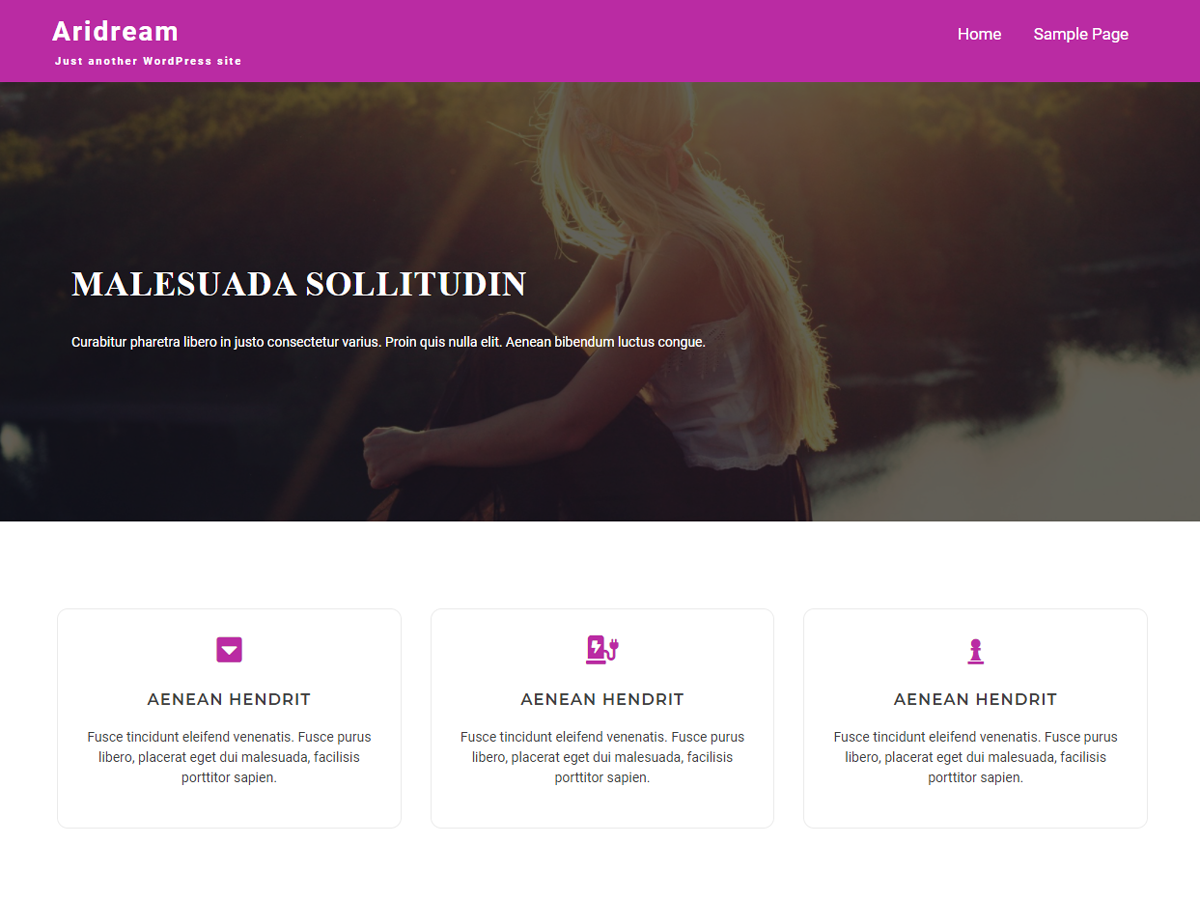 Aridream
Just another WordPress site
Home
Sample Page
MALESUADA SOLLITUDIN
Curabitur pharetra libero in justo consectetur varius. Proin quis nulla elit. Aenean bibendum luctus congue.
AENEAN HENDRIT
Fusce tincidunt eleifend venenatis. Fusce purus
libero, placerat eget dui malesuada, facilisis
porttitor sapien.
AENEAN HENDRIT
Fusce tincidunt eleifend venenatis. Fusce purus
libero, placerat eget dui malesuada, facilisis
porttitor sapien.
AENEAN HENDRIT
Fusce tincidunt eleifend venenatis. Fusce purus
libero, placerat eget dui malesuada, facilisis
porttitor sapien.